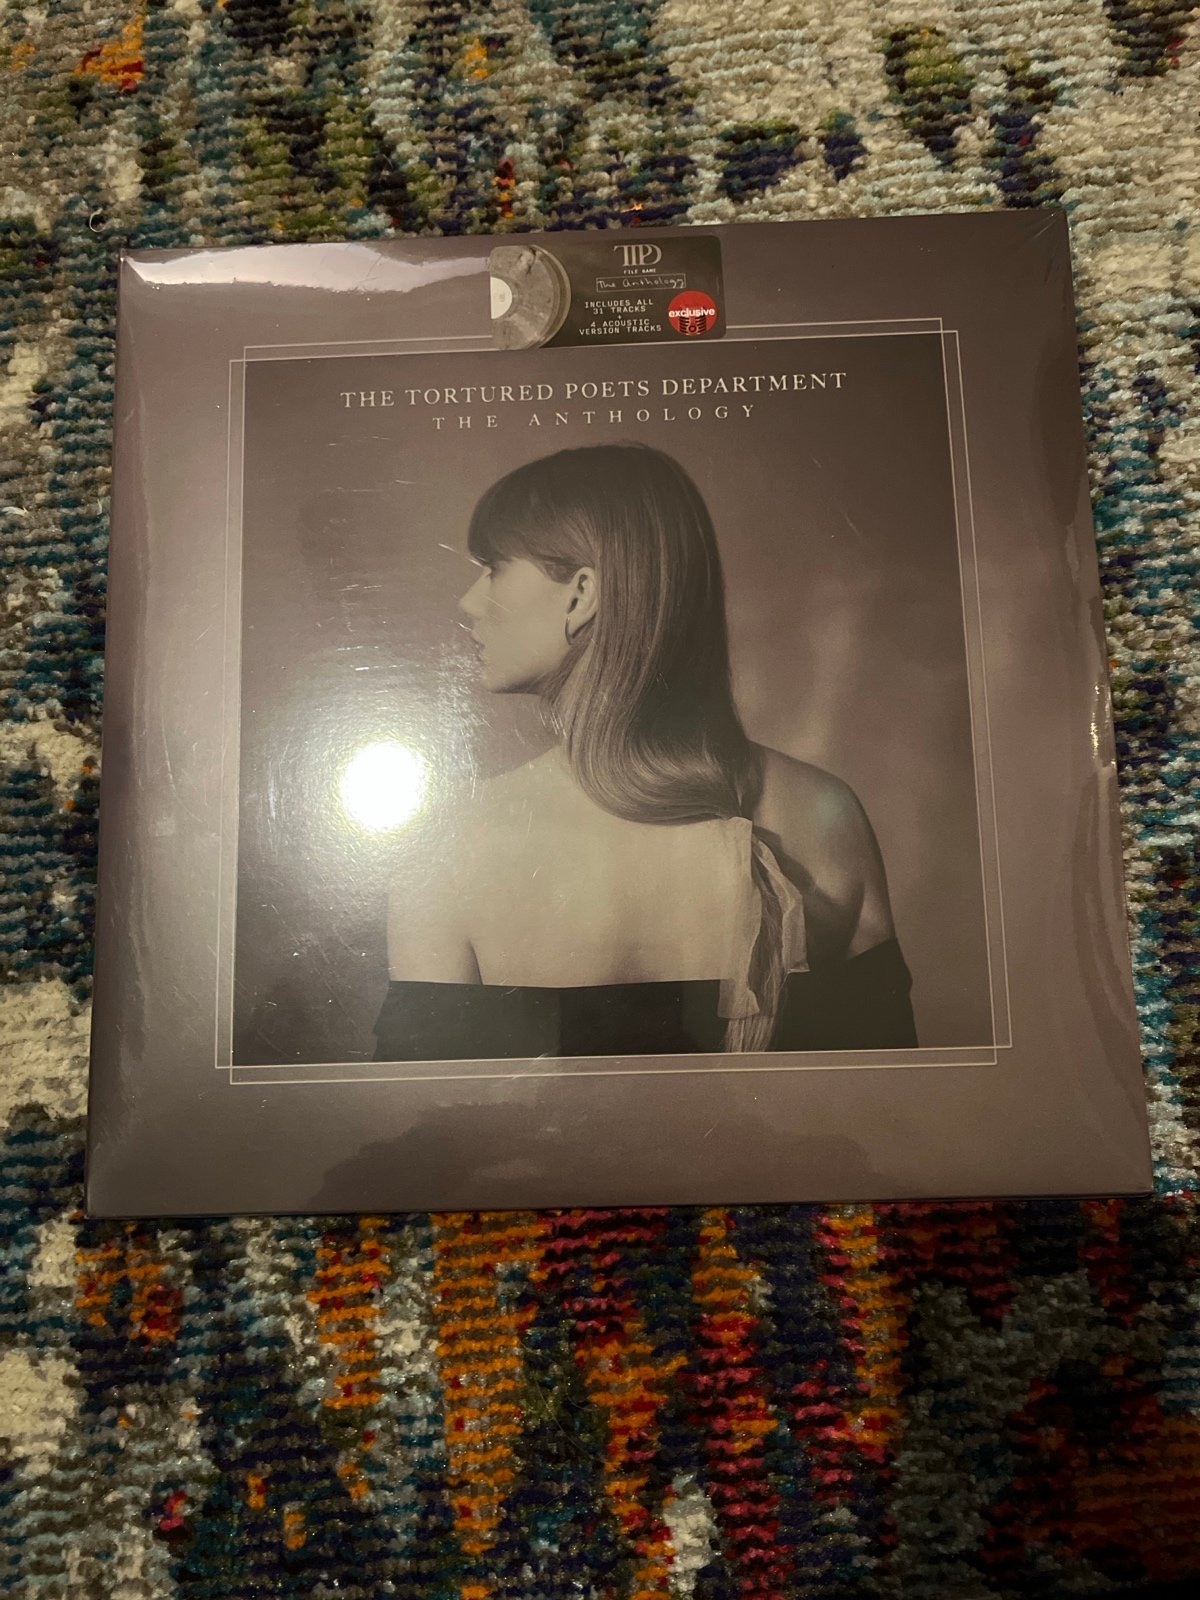 TTPD
FILE NAME
The Anthology
INCLUDES ALL
31 TRACKS
+
4 ACOUSTIC
VERSION TRACKS
exclusive
THE TORTURED POETS DEPARTMENT
THE ANTHOLOGY